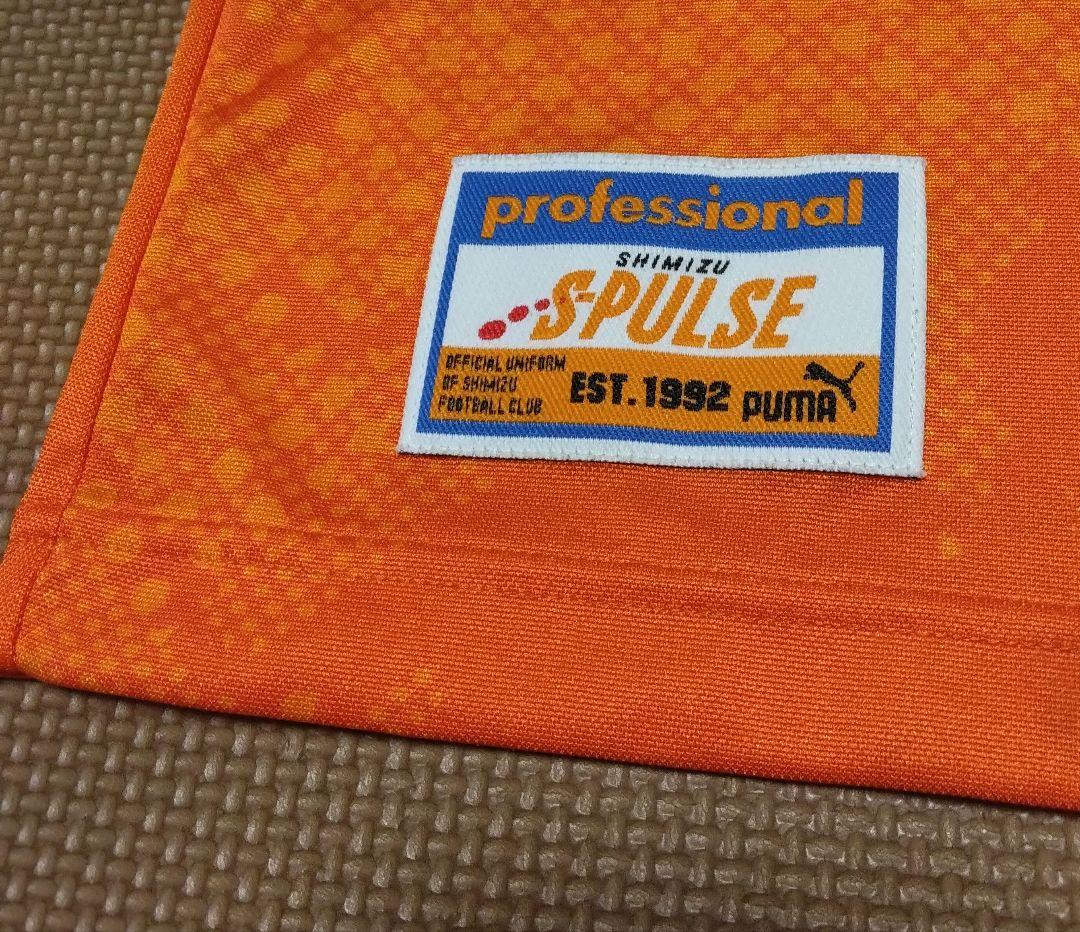 professional
SHIMIZU
S-PULSE
OFFICIAL UNIFORM
OF SHIMIZU
FOOTBALL CLUB
EST.1992
PUMA